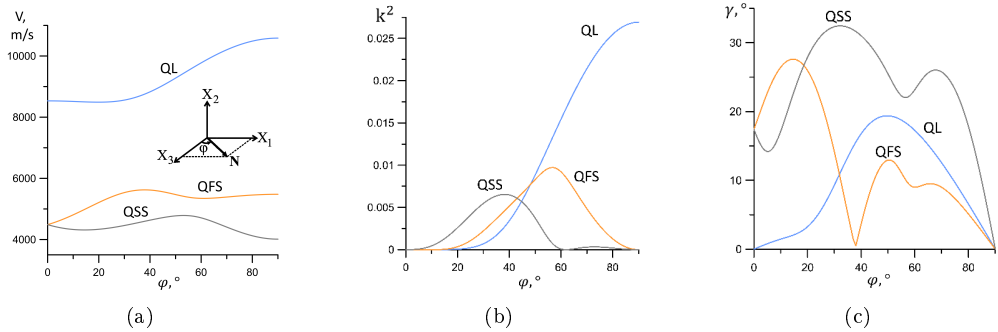 V,
m/s
10000
8000
6000
4000
0
20
40
60
80
φ,°
QL
QFS
QSS
X₂
X₁
X₃
φ
N
(a)
k²
0.025
0.02
0.015
0.01
0.005
0
0
20
40
60
80
φ,°
QL
QFS
QSS
(b)
γ,°
30
20
10
0
0
20
40
60
80
φ,°
QSS
QL
QFS
(c)